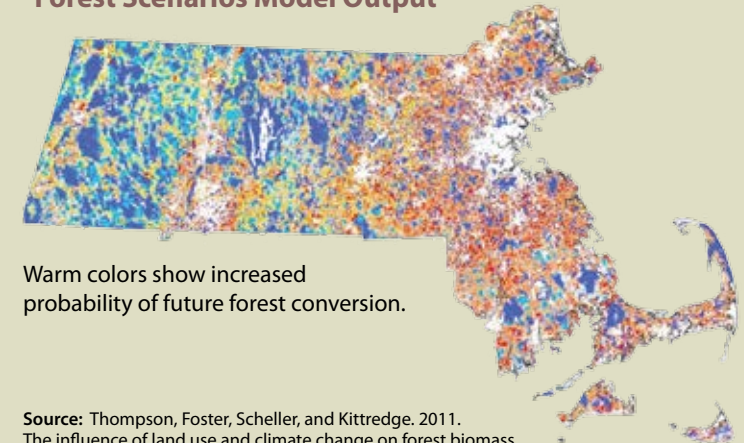 Forest Scenarios Model Output
Warm colors show increased
probability of future forest conversion.
Source: Thompson, Foster, Scheller, and Kittredge. 2011.
The influence of land use and climate change on forest biomass